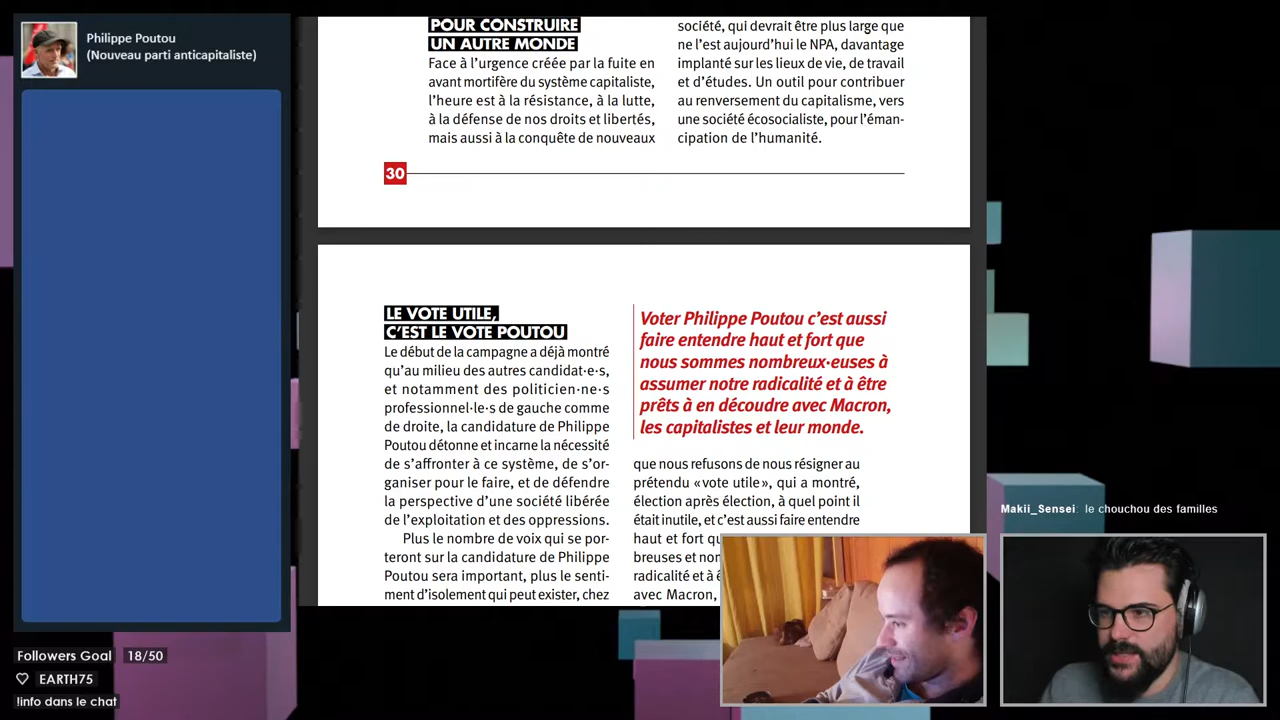 Philippe Poutou
(Nouveau parti anticapitaliste)
POUR CONSTRUIRE
UN AUTRE MONDE
Face à l'urgence créée par la fuite en
avant mortifère du système capitaliste,
l'heure est à la résistance, à la lutte,
à la défense de nos droits et libertés,
mais aussi à la conquête de nouveaux
société, qui devrait être plus large que
ne l'est aujourd'hui le NPA, davantage
implanté sur les lieux de vie, de travail
et d'études. Un outil pour contribuer
au renversement du capitalisme, vers
une société écosocialiste, pour l'éman-
cipation de l'humanité.
30
LE VOTE UTILE,
C'EST LE VOTE POUTOU
Le début de la campagne a déjà montré
qu'au milieu des autres candidat·e·s,
et notamment des politicien·ne·s
professionnel·le·s de gauche comme
de droite, la candidature de Philippe
Poutou détonne et incarne la nécessité
de s'affronter à ce système, de s'or-
ganiser pour le faire, et de défendre
la perspective d'une société libérée
de l'exploitation et des oppressions.
Plus le nombre de voix qui se por-
teront sur la candidature de Philippe
Poutou sera important, plus le senti-
ment d'isolement qui peut exister, chez
Voter Philippe Poutou c'est aussi
faire entendre haut et fort que
nous sommes nombreux·euses à
assumer notre radicalité et à être
prêts à en découdre avec Macron,
les capitalistes et leur monde.
que nous refusons de nous résigner au
prétendu «vote utile», qui a montré,
élection après élection, à quel point il
était inutile, et c'est aussi faire entendre
haut et fort
breuses et
radicalité et à
avec Macron,
Makii_Sensei: le chouchou des familles
Followers Goal 18/50
EARTH75
!info dans le chat